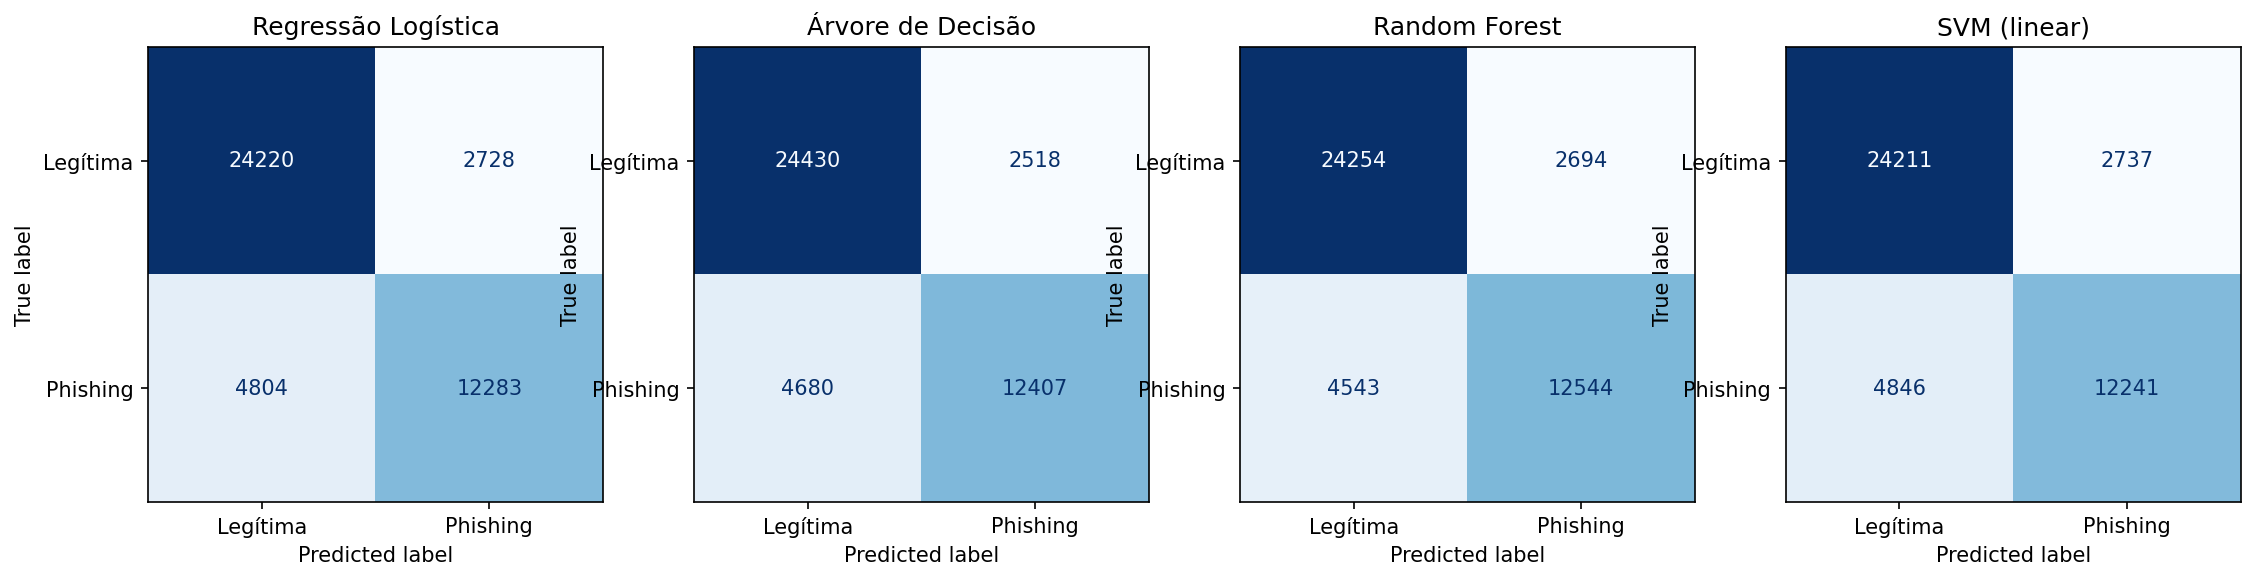 Regressão Logística
True label
Legítima
24220
2728
Phishing
4804
12283
Legítima
Phishing
Predicted label
Árvore de Decisão
True label
Legítima
24430
2518
Phishing
4680
12407
Legítima
Phishing
Predicted label
Random Forest
True label
Legítima
24254
2694
Phishing
4543
12544
Legítima
Phishing
Predicted label
SVM (linear)
True label
Legítima
24211
2737
Phishing
4846
12241
Legítima
Phishing
Predicted label